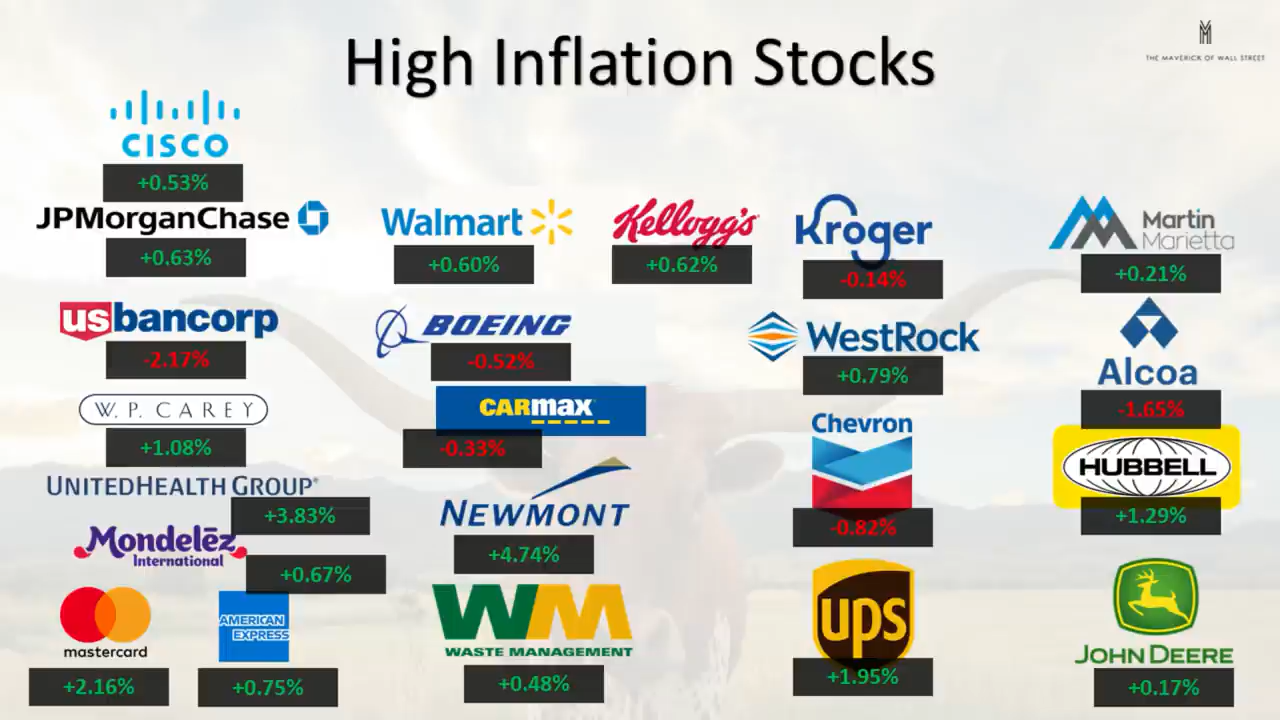 High Inflation Stocks
THE MAVERICK OF WALL STREET
CISCO
+0.53%
JPMorganChase
+0.63%
Walmart
+0.60%
Kellogg's
+0.62%
Kroger
-0.14%
Martin
Marietta
+0.21%
usbancorp
-2.17%
BOEING
-0.52%
WestRock
+0.79%
Alcoa
-1.65%
W. P. CAREY
+1.08%
CARMAX
-0.33%
Chevron
-0.82%
HUBBELL
+1.29%
UNITEDHEALTH GROUP®
+3.83%
NEWMONT
+4.74%
Mondelēz
International
+0.67%
mastercard
+2.16%
AMERICAN
EXPRESS
+0.75%
WM
WASTE MANAGEMENT
+0.48%
ups
+1.95%
JOHN DEERE
+0.17%